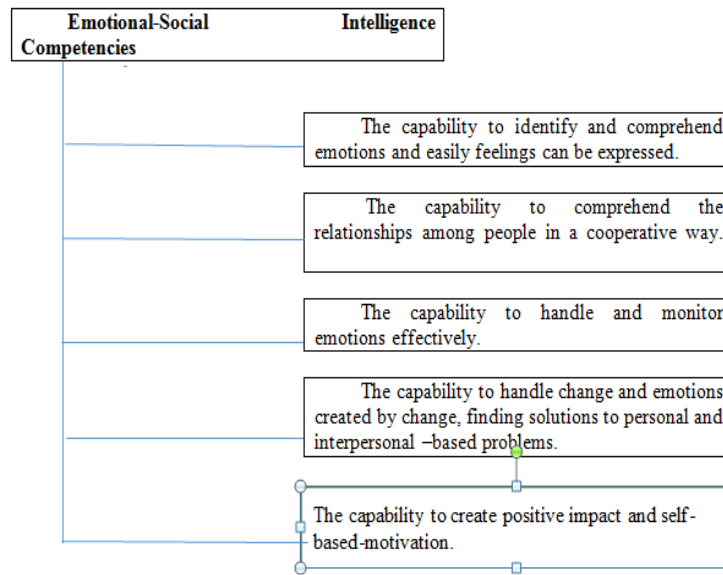 Emotional-Social Intelligence
Competencies
The capability to identify and comprehend
emotions and easily feelings can be expressed.
The capability to comprehend the
relationships among people in a cooperative way.
The capability to handle and monitor
emotions effectively.
The capability to handle change and emotions
created by change, finding solutions to personal and
interpersonal –based problems.
The capability to create positive impact and self-
based-motivation.